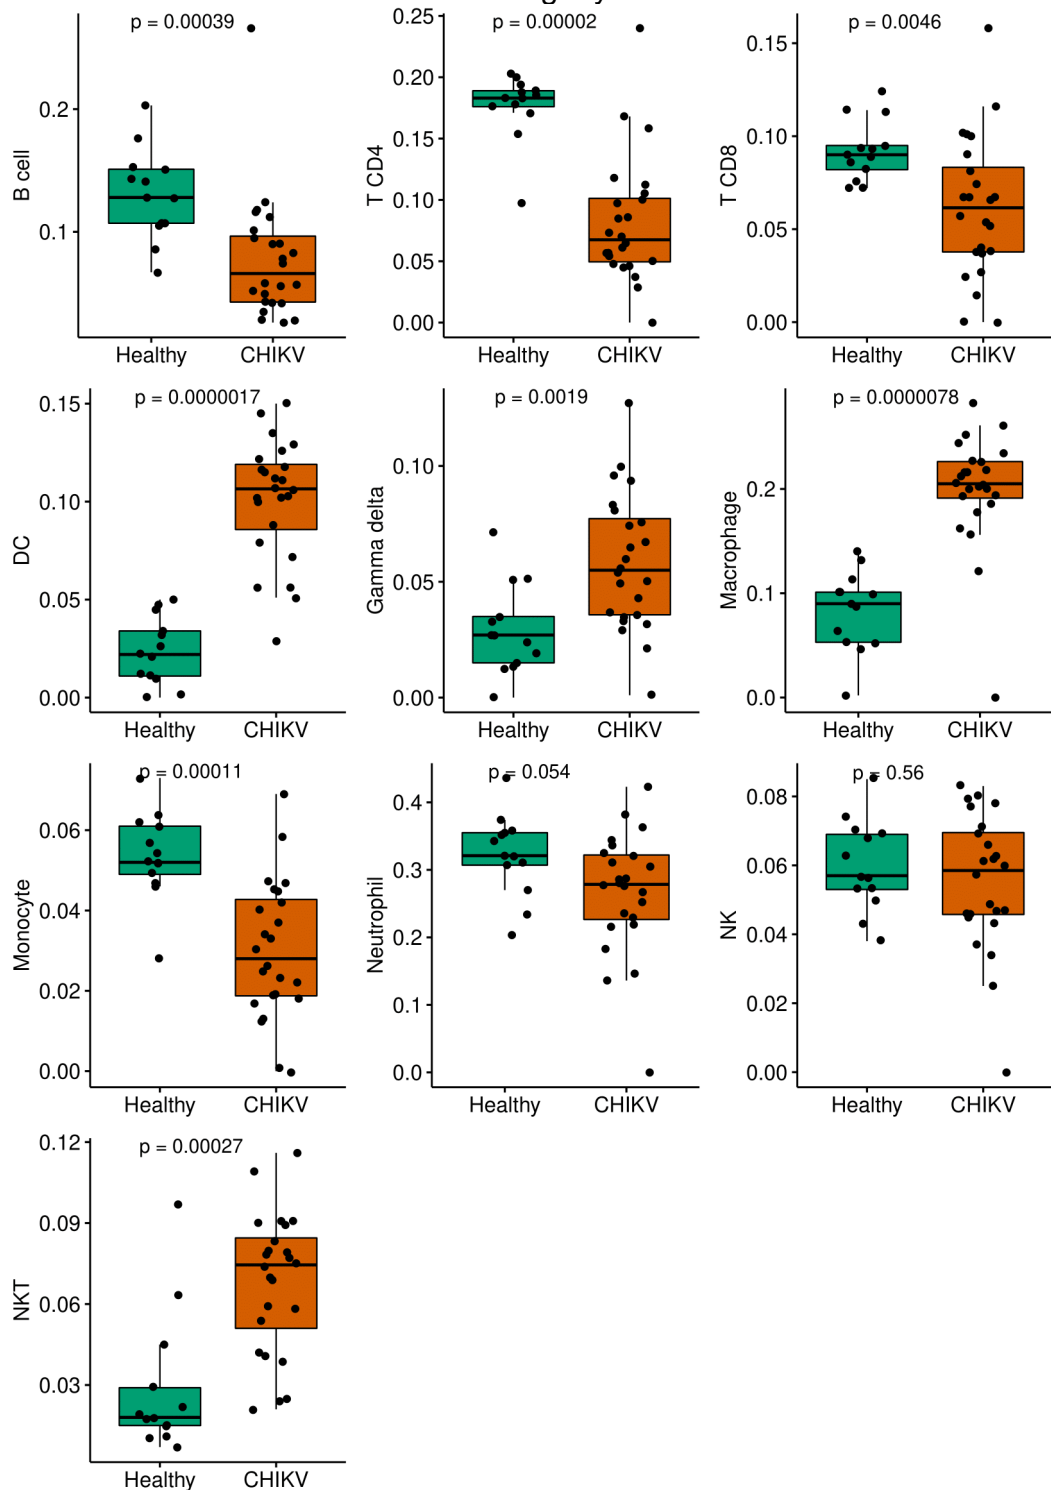 p = 0.00039
p = 0.00002
p = 0.0046
B cell
0.2
0.1
Healthy
CHIKV
T CD4
0.25
0.20
0.15
0.10
0.05
0.00
Healthy
CHIKV
T CD8
0.15
0.10
0.05
0.00
Healthy
CHIKV
p = 0.0000017
DC
0.15
0.10
0.05
0.00
Healthy
CHIKV
p = 0.0019
Gamma delta
0.10
0.05
0.00
Healthy
CHIKV
p = 0.0000078
Macrophage
0.2
0.1
0.0
Healthy
CHIKV
p = 0.00011
Monocyte
0.06
0.04
0.02
0.00
Healthy
CHIKV
p = 0.054
Neutrophil
0.4
0.3
0.2
0.1
0.0
Healthy
CHIKV
p = 0.56
NK
0.08
0.06
0.04
0.02
0.00
Healthy
CHIKV
p = 0.00027
NKT
0.12
0.09
0.06
0.03
Healthy
CHIKV